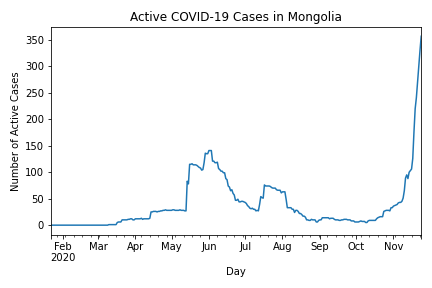 Active COVID-19 Cases in Mongolia
Number of Active Cases
350
300
250
200
150
100
50
0
Feb Mar Apr May Jun Jul Aug Sep Oct Nov
2020
Day